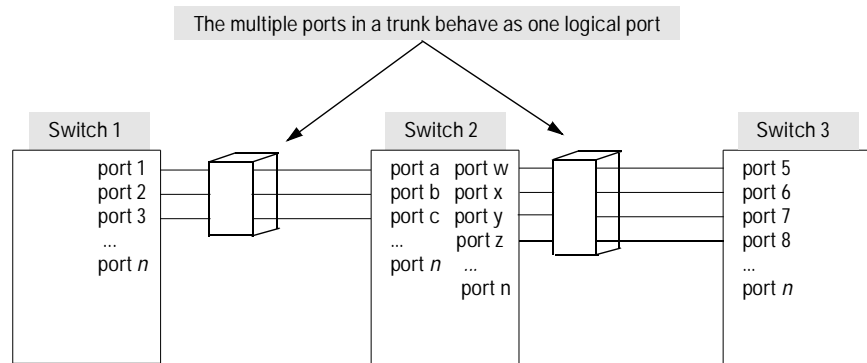 The multiple ports in a trunk behave as one logical port
Switch 1
Switch 2
Switch 3
port 1
port 2
port 3
...
port n
port a
port b
port c
...
port n
port w
port x
port y
port z
...
port n
port 5
port 6
port 7
port 8
...
port n